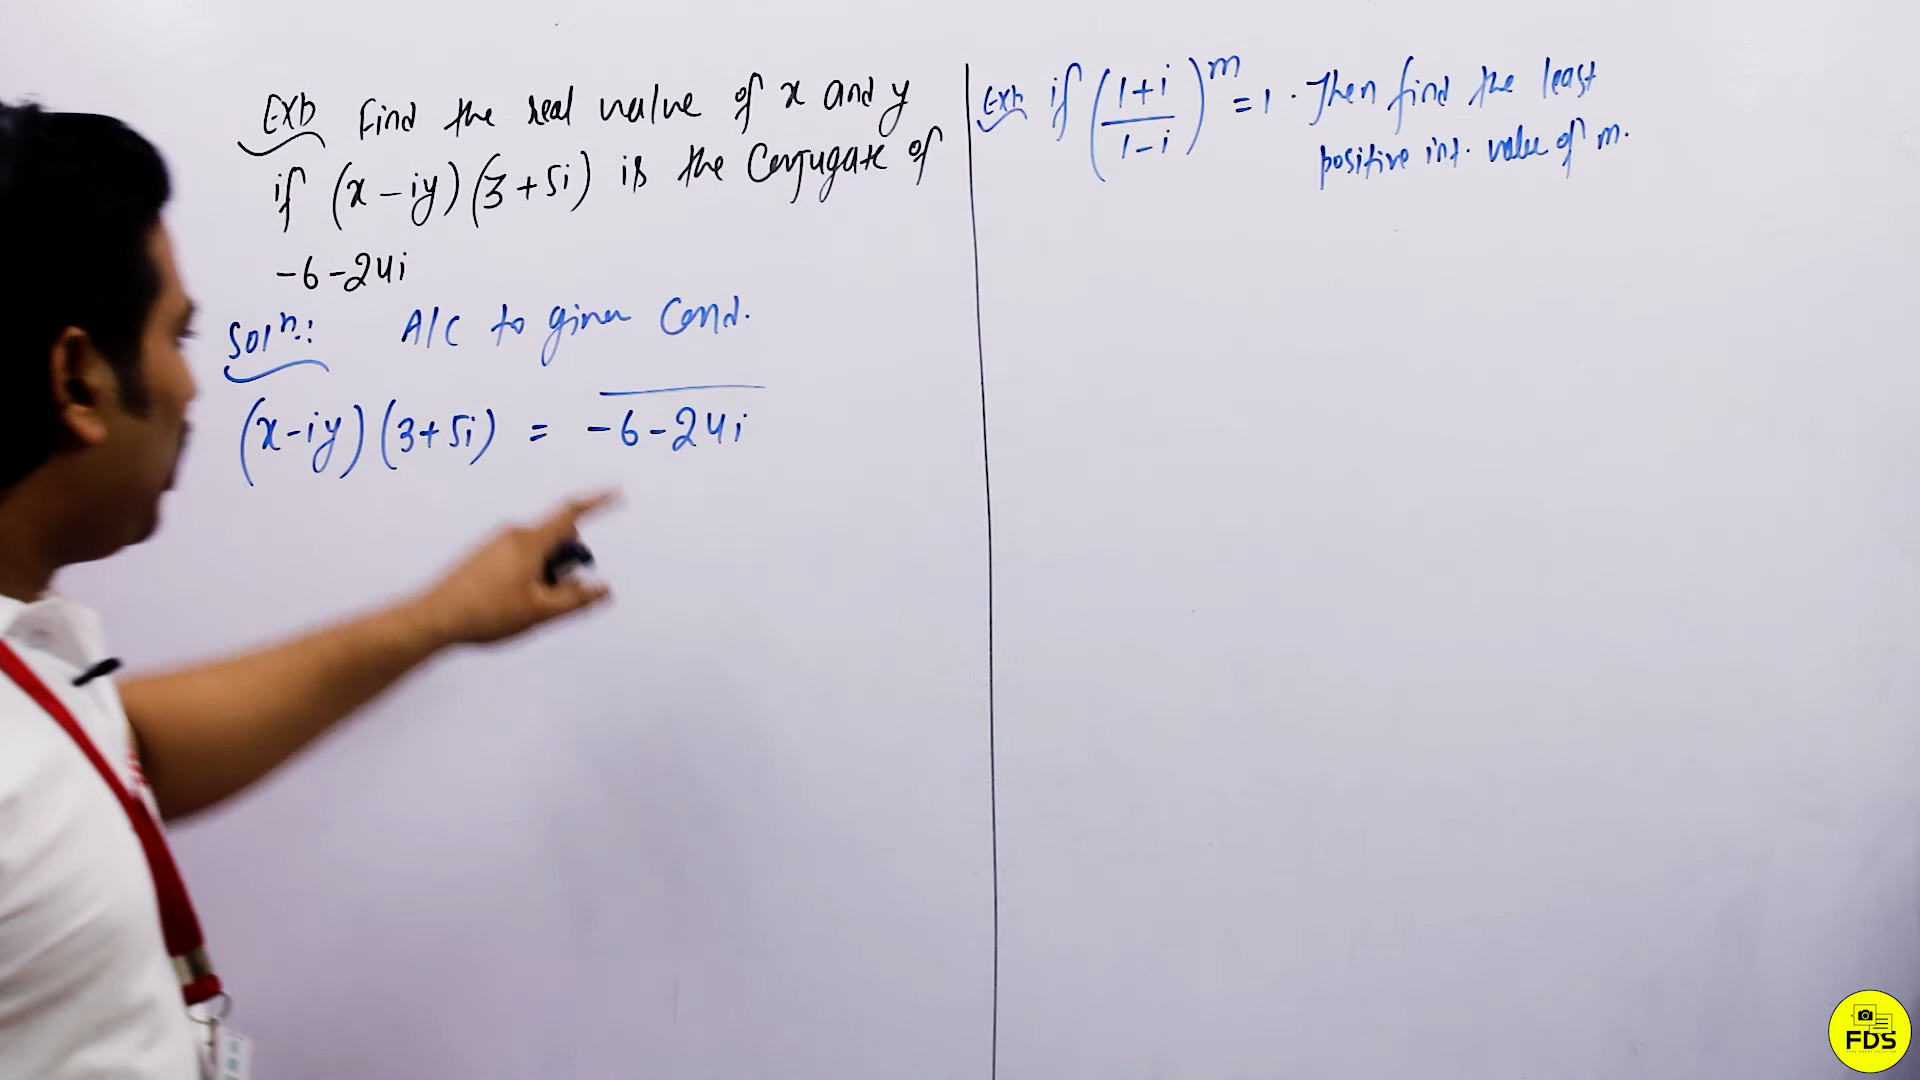 Exp Find the real value of x and y
if (x-iy)(3+5i) is the Conjugate of
-6-24i
Solⁿ: A/C to given Cond.
(x-iy)(3+5i) = \overline{-6-24i}
Exp if (\frac{1+i}{1-i})^m = 1. Then find the least
positive int. value of m.
FDS